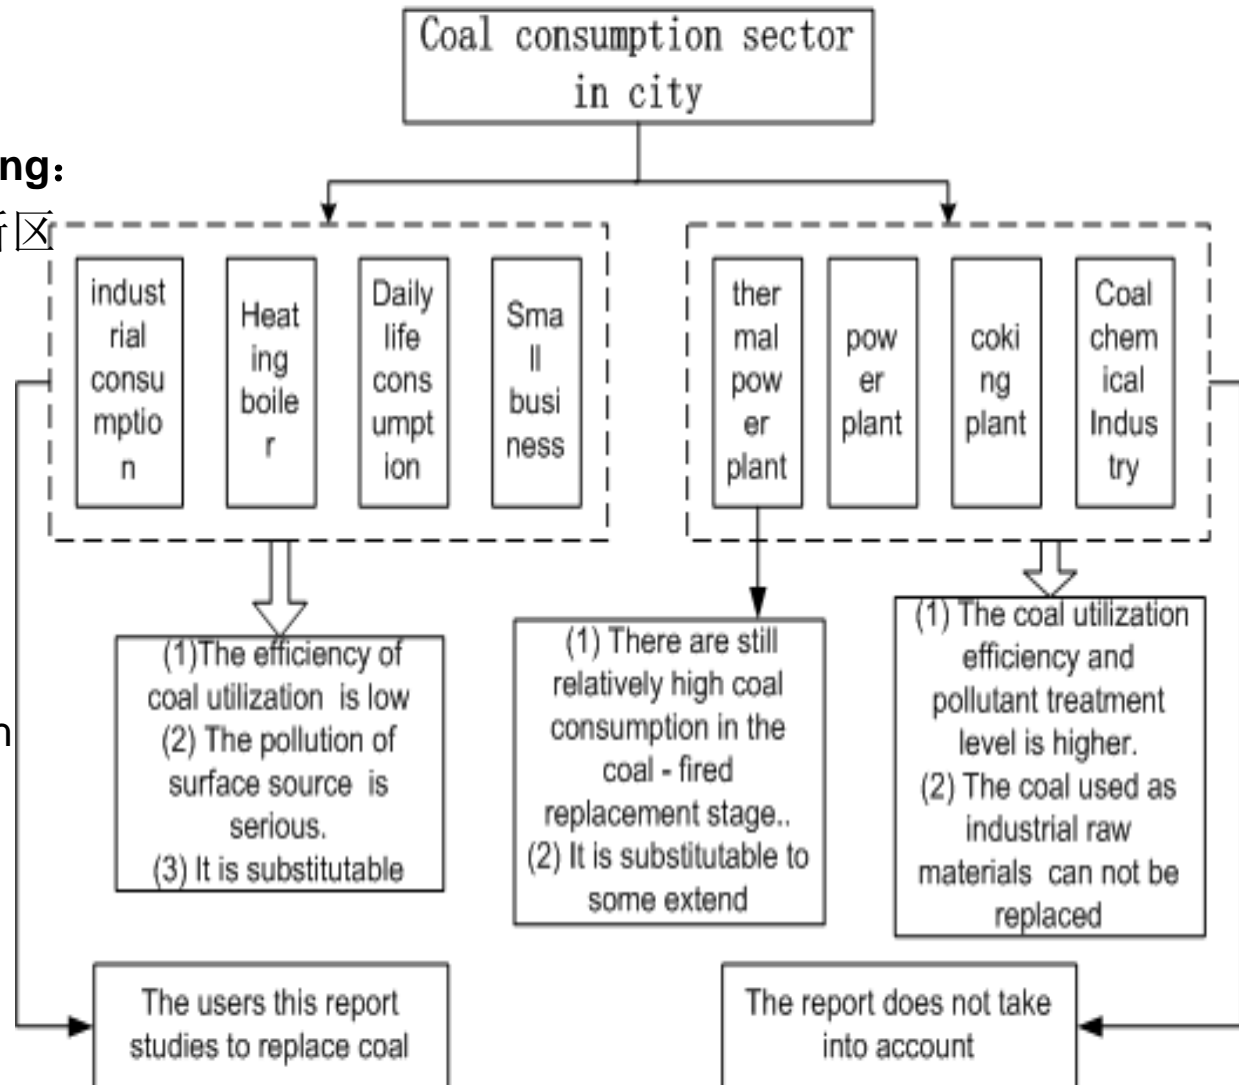 Coal consumption sector
in city
ng：
新区
indust
rial
consu
mptio
n
Heat
ing
boile
r
Daily
life
cons
umpt
ion
Sma
ll
busi
ness
ther
mal
pow
er
plant
pow
er
plant
coki
ng
plant
Coal
chem
ical
Indus
try
(1)The efficiency of
coal utilization is low
(2) The pollution of
surface source is
serious.
(3) It is substitutable
n
(1) There are still
relatively high coal
consumption in the
coal - fired
replacement stage..
(2) It is substitutable to
some extend
(1) The coal utilization
efficiency and
pollutant treatment
level is higher.
(2) The coal used as
industrial raw
materials can not be
replaced
The users this report
studies to replace coal
The report does not take
into account